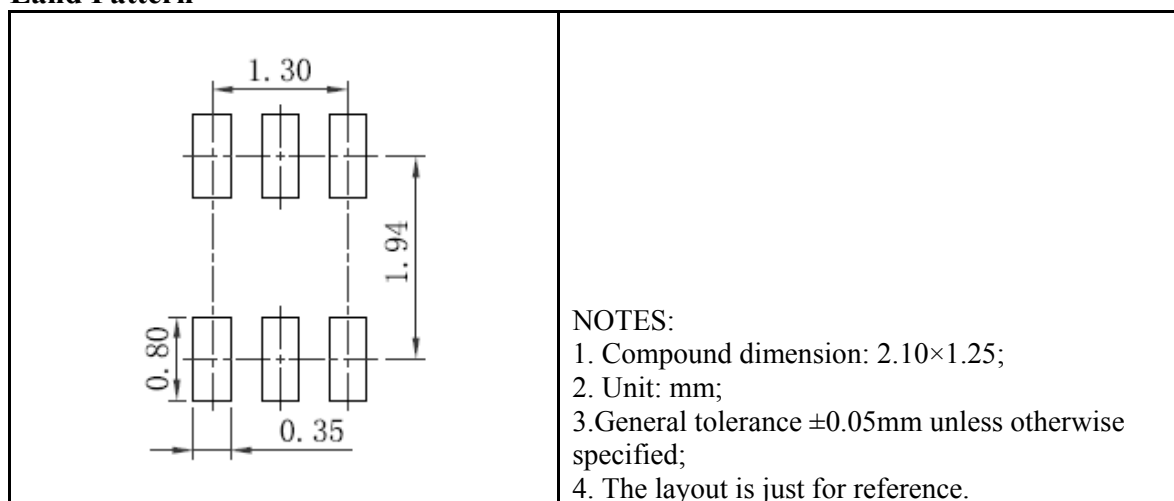 Land Pattern
1. 30
1. 94
0. 80
0. 35
NOTES:
1. Compound dimension: 2.10×1.25;
2. Unit: mm;
3.General tolerance ±0.05mm unless otherwise
specified;
4. The layout is just for reference.